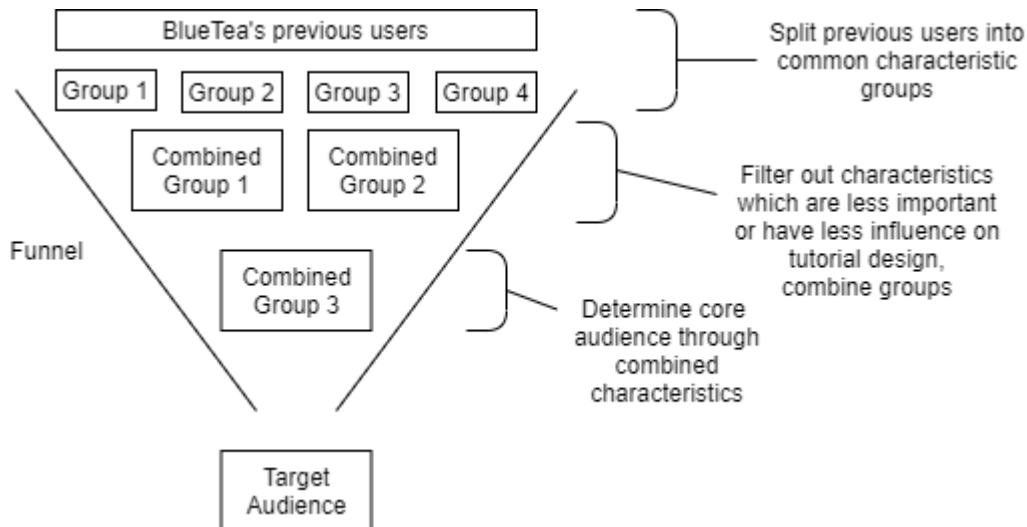 BlueTea's previous users
Group 1
Group 2
Group 3
Group 4
Split previous users into
common characteristic
groups
Combined
Group 1
Combined
Group 2
Filter out characteristics
which are less important
or have less influence on
tutorial design,
combine groups
Funnel
Combined
Group 3
Determine core
audience through
combined
characteristics
Target
Audience